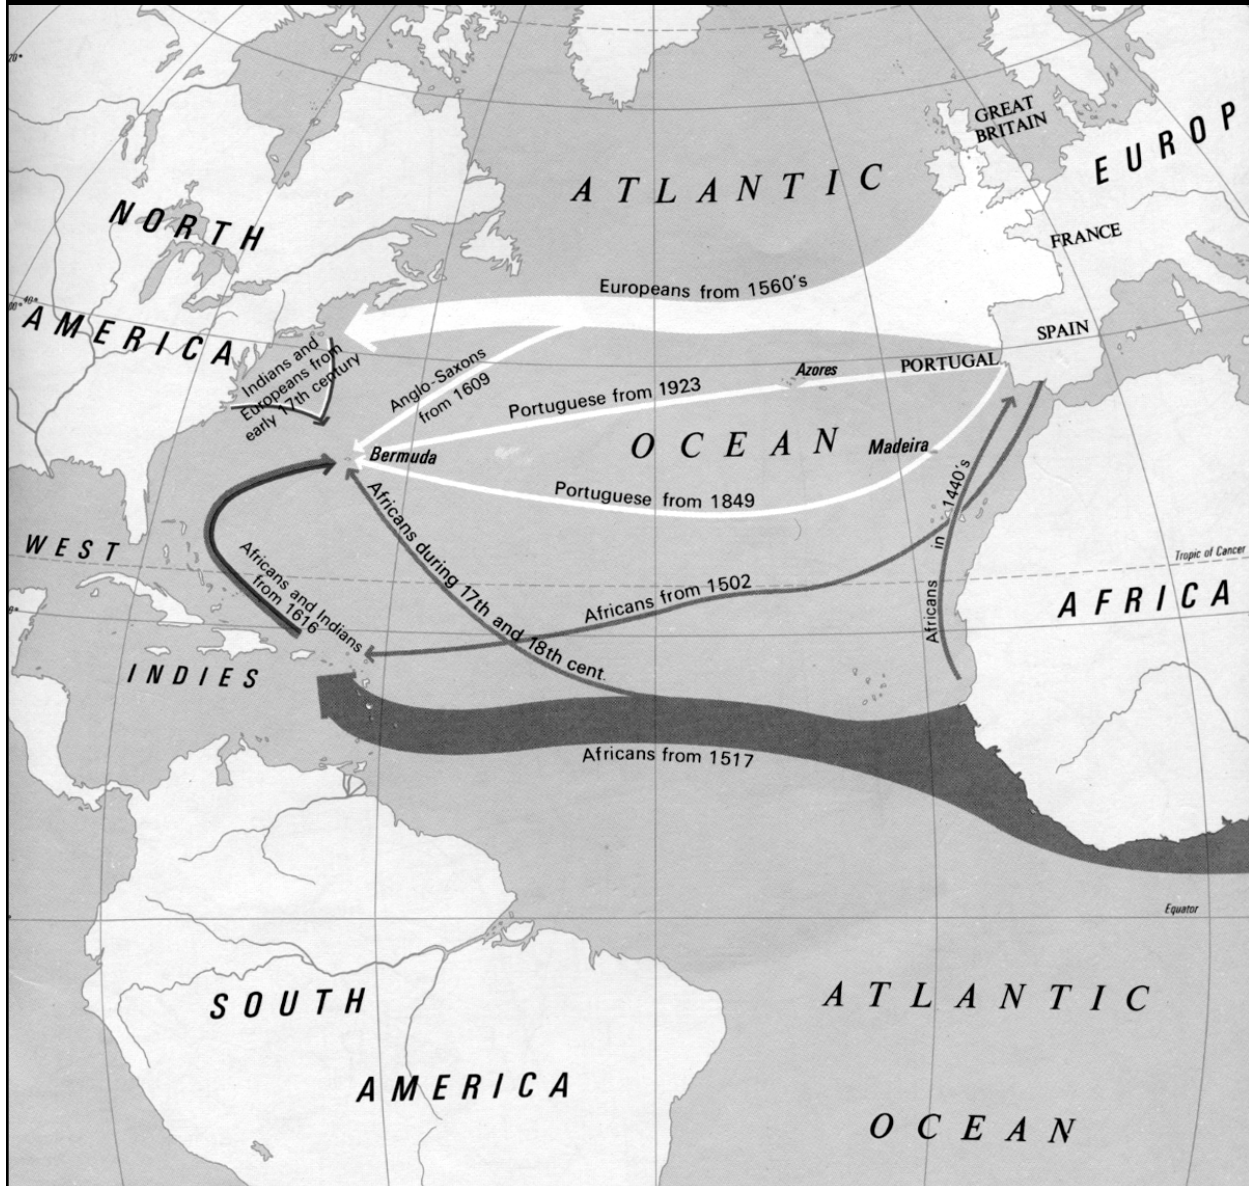 70°
GREAT
BRITAIN
EUROP
ATLANTIC
NORTH
FRANCE
Europeans from 1560's
40°
AMERICA
SPAIN
Indians and
Europeans from
early 17th century
Anglo-Saxons
from 1609
PORTUGAL
Azores
Portuguese from 1923
OCEAN
Madeira
Bermuda
Portuguese from 1849
Africans in 1440's
Africans during 17th and 18th cent.
WEST
Tropic of Cancer
Africans and Indians
from 1616
Africans from 1502
AFRICA
INDIES
Africans from 1517
Equator
SOUTH
ATLANTIC
AMERICA
OCEAN